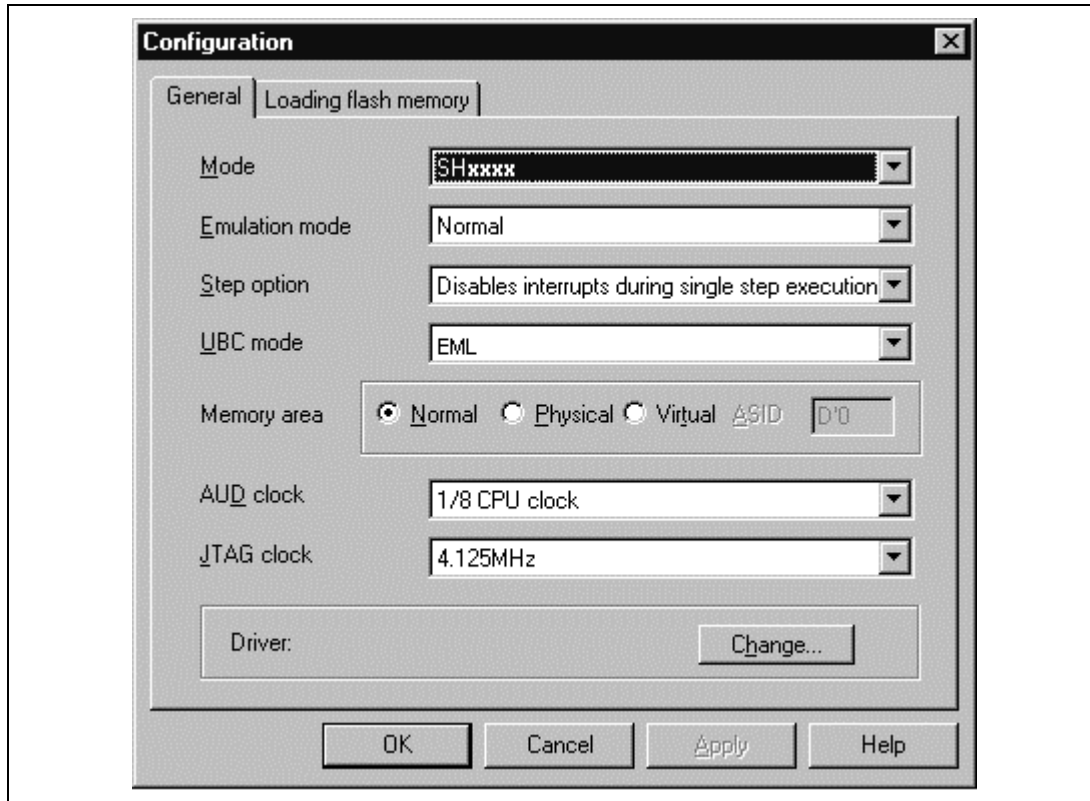 Configuration
General Loading flash memory
Mode SHxxxx
Emulation mode Normal
Step option Disables interrupts during single step execution
UBC mode EML
Memory area Normal Physical Virtual ASID D'0
AUD clock 1/8 CPU clock
JTAG clock 4.125MHz
Driver: Change...
OK Cancel Apply Help